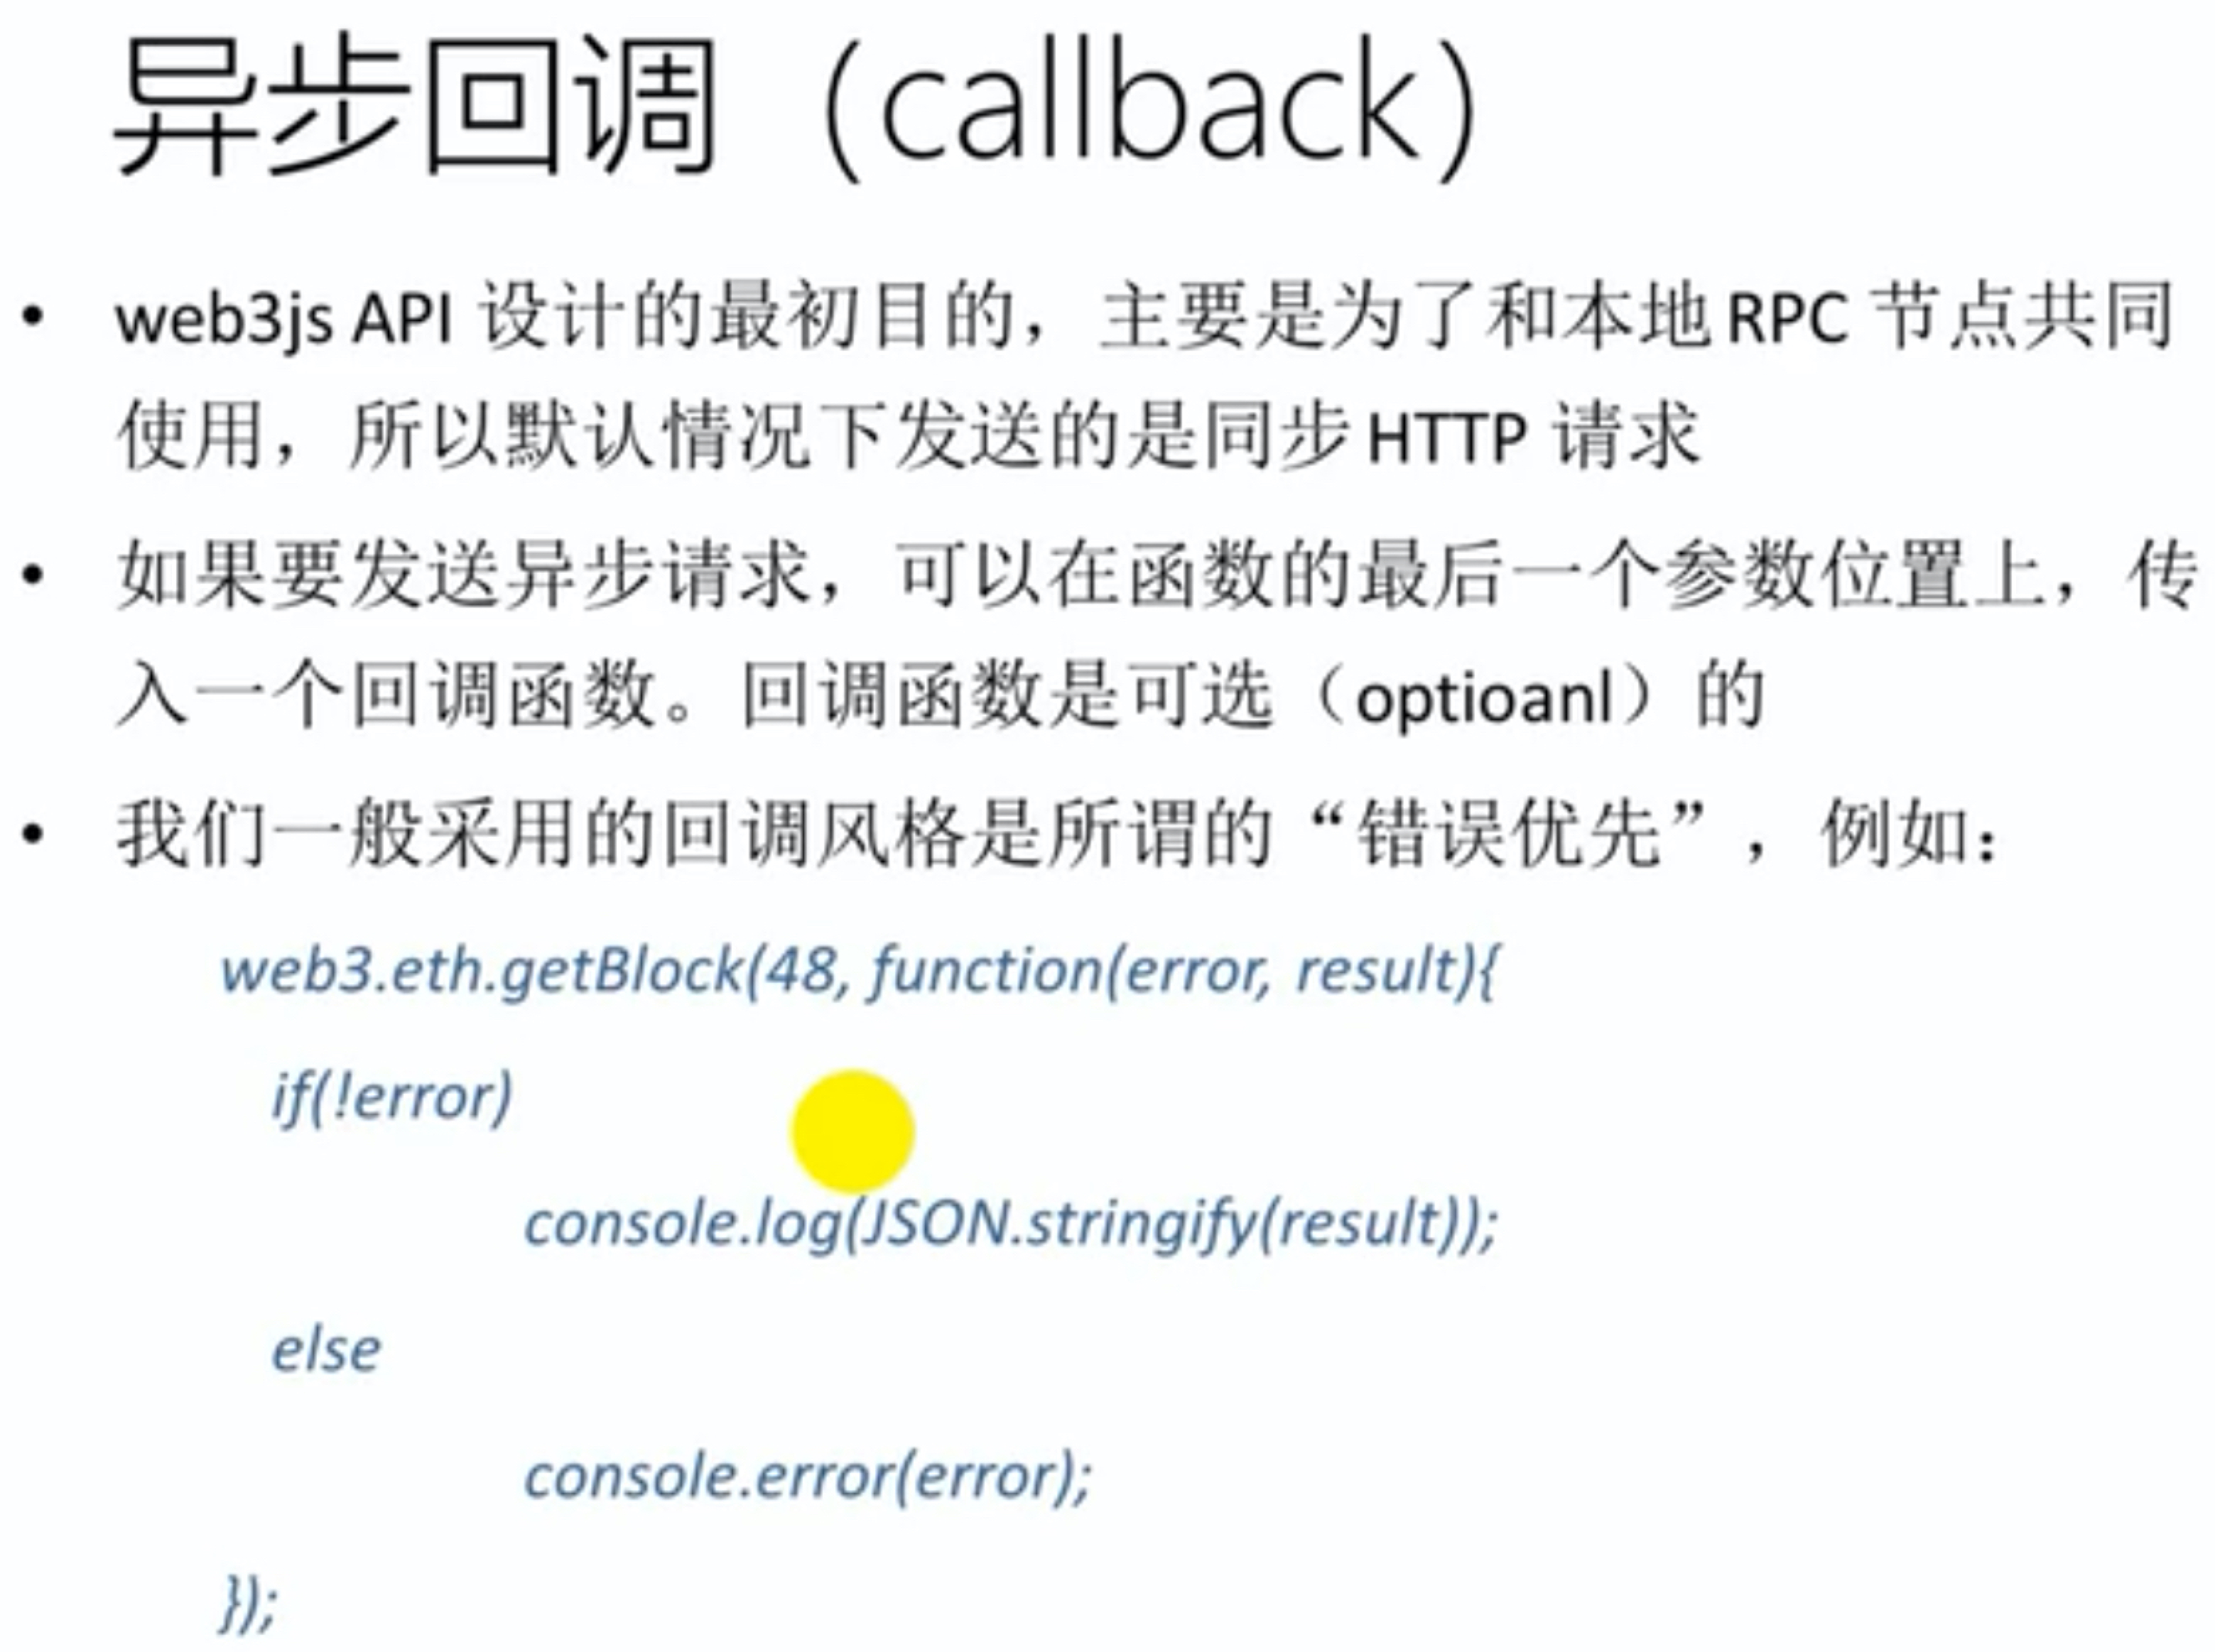 异步回调（callback）
• web3js API 设计的最初目的，主要是为了和本地 RPC 节点共同
使用，所以默认情况下发送的是同步 HTTP 请求
• 如果要发送异步请求，可以在函数的最后一个参数位置上，传
入一个回调函数。回调函数是可选（optioanl）的
• 我们一般采用的回调风格是所谓的“错误优先”，例如：
web3.eth.getBlock(48, function(error, result){
if(!error)
console.log(JSON.stringify(result));
else
console.error(error);
});